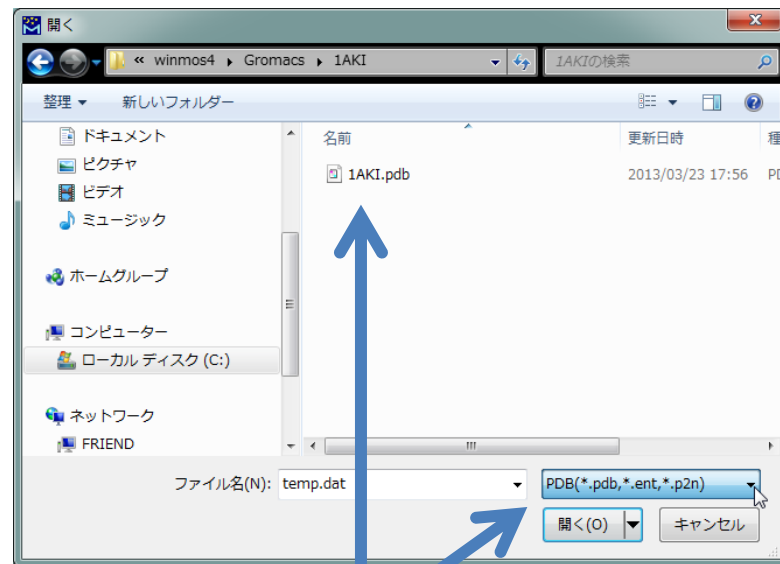 開く
« winmos4 ▸ Gromacs ▸ 1AKI
1AKIの検索
整理 ▼ 新しいフォルダー
ドキュメント
ピクチャ
ビデオ
ミュージック
ホームグループ
コンピューター
ローカル ディスク (C:)
ネットワーク
FRIEND
名前 更新日時 種
1AKI.pdb 2013/03/23 17:56 PD
ファイル名(N): temp.dat
PDB(*.pdb,*.ent,*.p2n)
開く(O) キャンセル